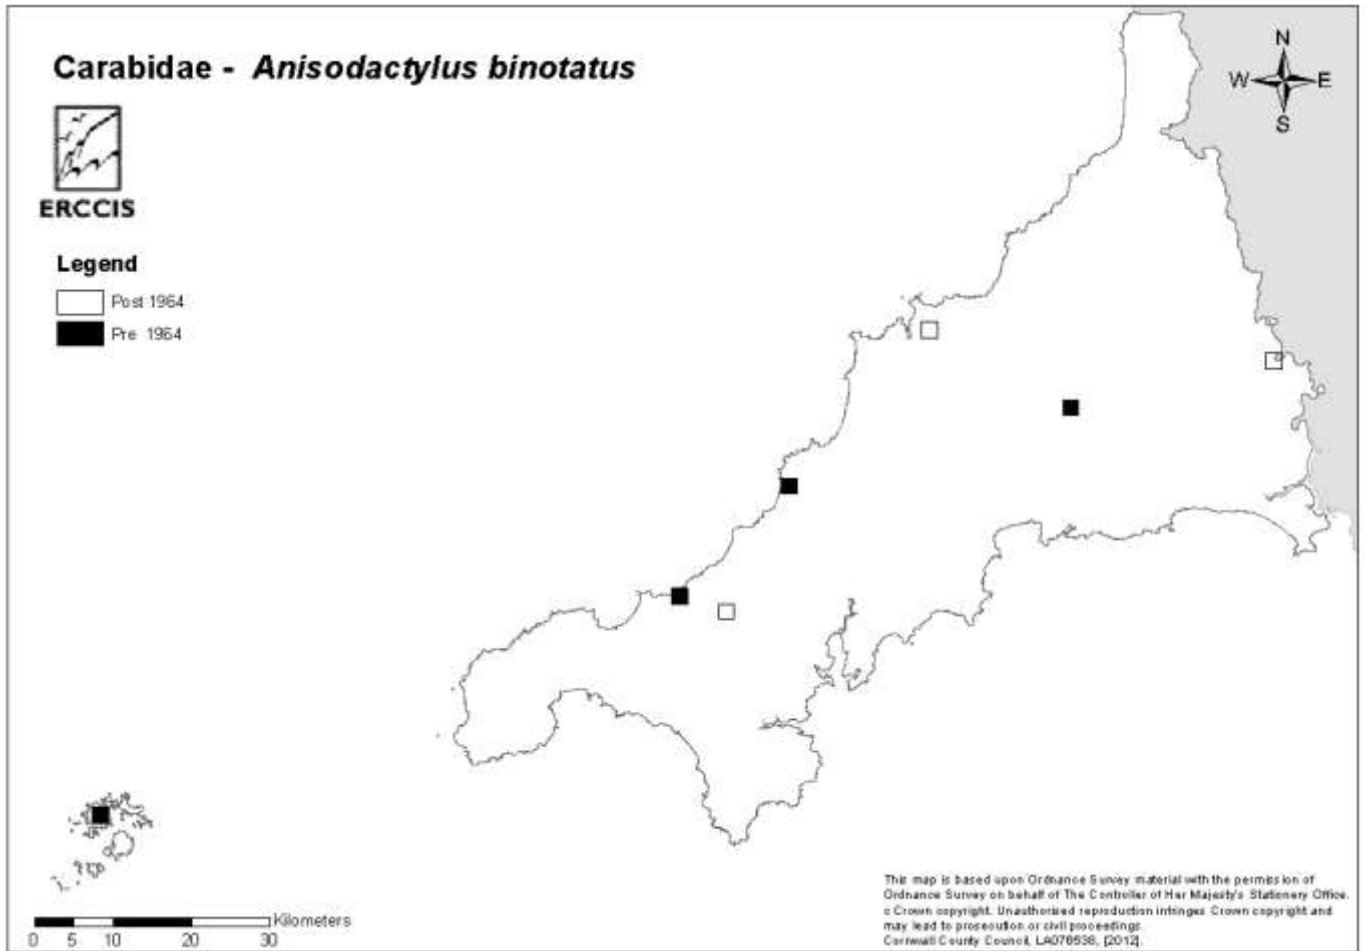 Carabidae - Anisodactylus binotatus
N
W E
S
ERCCIS
Legend
Post 1964
Pre 1964
Kilometers
0 5 10 20 30
This map is based upon Ordnance Survey material with the permission of
Ordnance Survey on behalf of The Controller of Her Majesty's Stationery Office.
c Crown copyright. Unauthorised reproduction infringes Crown copyright and
may lead to prosecution or civil proceedings.
Cornwall County Council, LA076538, [2012].